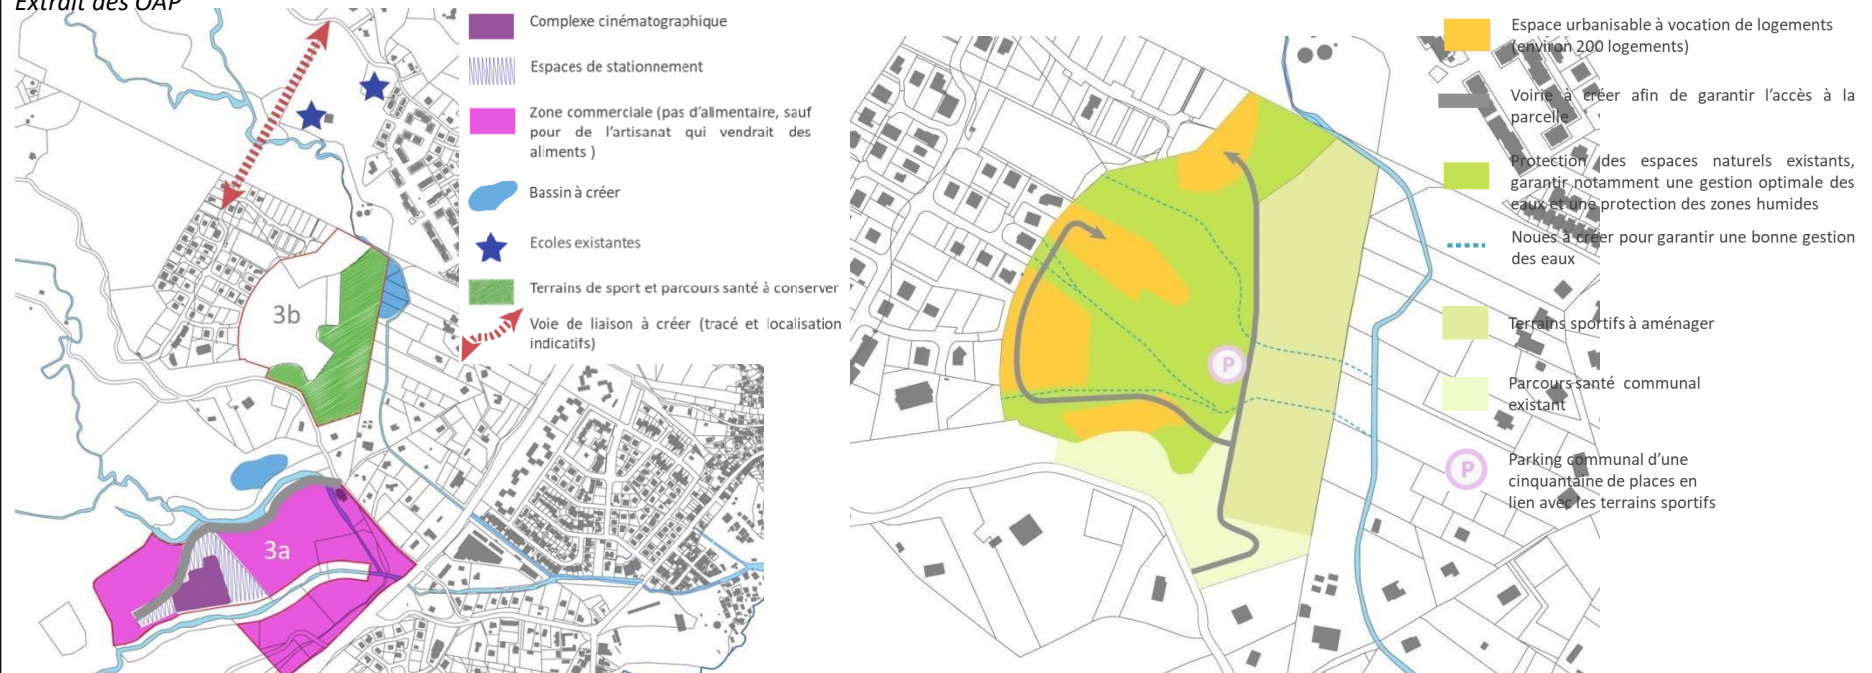 Extrait des OAP
Complexe cinématographique
Espaces de stationnement
Zone commerciale (pas d'alimentaire, sauf
pour de l'artisanat qui vendrait des
aliments )
Bassin à créer
Ecoles existantes
Terrains de sport et parcours santé à conserver
Voie de liaison à créer (tracé et localisation
indicatifs)
3b
3a
Espace urbanisable à vocation de logements
(environ 200 logements)
Voirie à créer afin de garantir l'accès à la
parcelle
Protection des espaces naturels existants,
garantir notamment une gestion optimale des
eaux et une protection des zones humides
Noues à créer pour garantir une bonne gestion
des eaux
Terrains sportifs à aménager
Parcours santé communal
existant
P
Parking communal d'une
cinquantaine de places en
lien avec les terrains sportifs
P